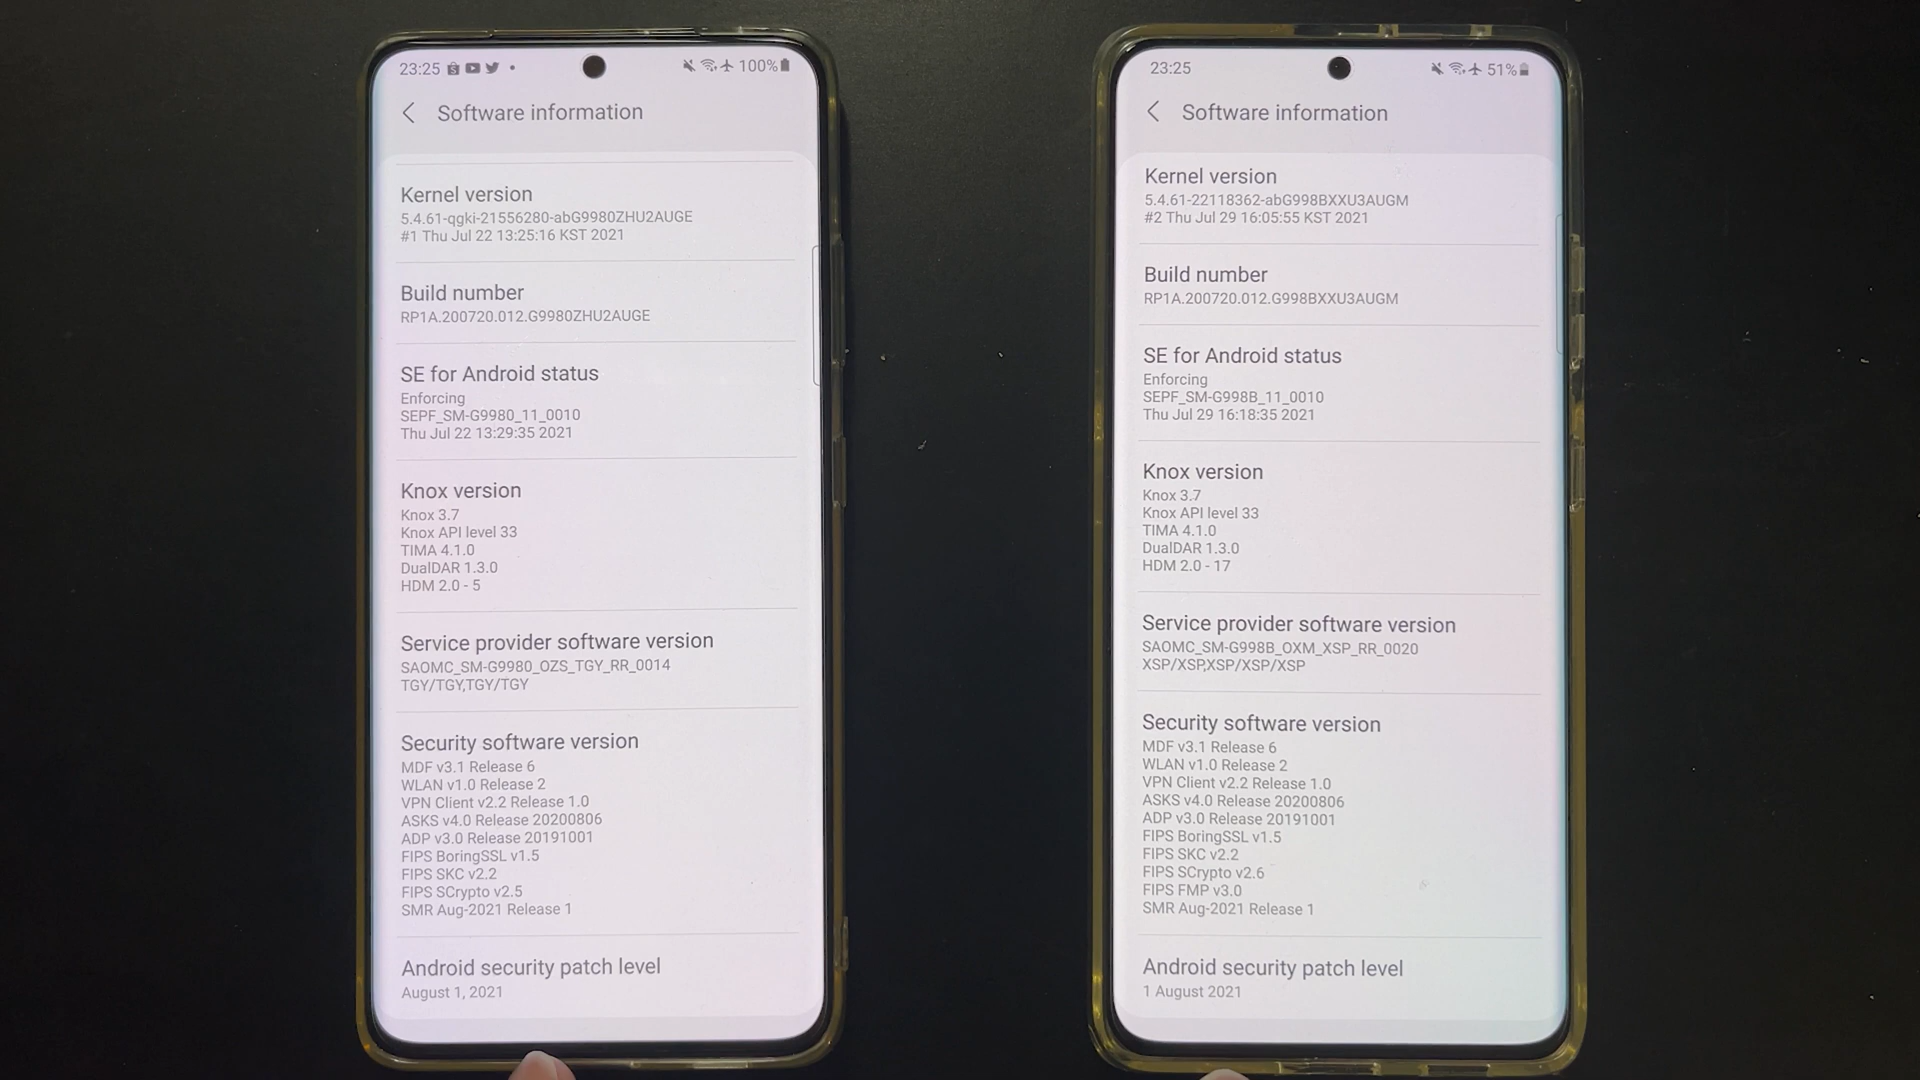 23:25
100%
Software information
Kernel version
5.4.61-qgki-21556280-abG9980ZHU2AUGE
#1 Thu Jul 22 13:25:16 KST 2021
Build number
RP1A.200720.012.G9980ZHU2AUGE
SE for Android status
Enforcing
SEPF_SM-G9980_11_0010
Thu Jul 22 13:29:35 2021
Knox version
Knox 3.7
Knox API level 33
TIMA 4.1.0
DualDAR 1.3.0
HDM 2.0 - 5
Service provider software version
SAOMC_SM-G9980_OZS_TGY_RR_0014
TGY/TGY,TGY/TGY
Security software version
MDF v3.1 Release 6
WLAN v1.0 Release 2
VPN Client v2.2 Release 1.0
ASKS v4.0 Release 20200806
ADP v3.0 Release 20191001
FIPS BoringSSL v1.5
FIPS SKC v2.2
FIPS SCrypto v2.5
SMR Aug-2021 Release 1
Android security patch level
August 1, 2021
23:25
51%
Software information
Kernel version
5.4.61-22118362-abG998BXXU3AUGM
#2 Thu Jul 29 16:05:55 KST 2021
Build number
RP1A.200720.012.G998BXXU3AUGM
SE for Android status
Enforcing
SEPF_SM-G998B_11_0010
Thu Jul 29 16:18:35 2021
Knox version
Knox 3.7
Knox API level 33
TIMA 4.1.0
DualDAR 1.3.0
HDM 2.0 - 17
Service provider software version
SAOMC_SM-G998B_OXM_XSP_RR_0020
XSP/XSP,XSP/XSP/XSP
Security software version
MDF v3.1 Release 6
WLAN v1.0 Release 2
VPN Client v2.2 Release 1.0
ASKS v4.0 Release 20200806
ADP v3.0 Release 20191001
FIPS BoringSSL v1.5
FIPS SKC v2.2
FIPS SCrypto v2.6
FIPS FMP v3.0
SMR Aug-2021 Release 1
Android security patch level
1 August 2021